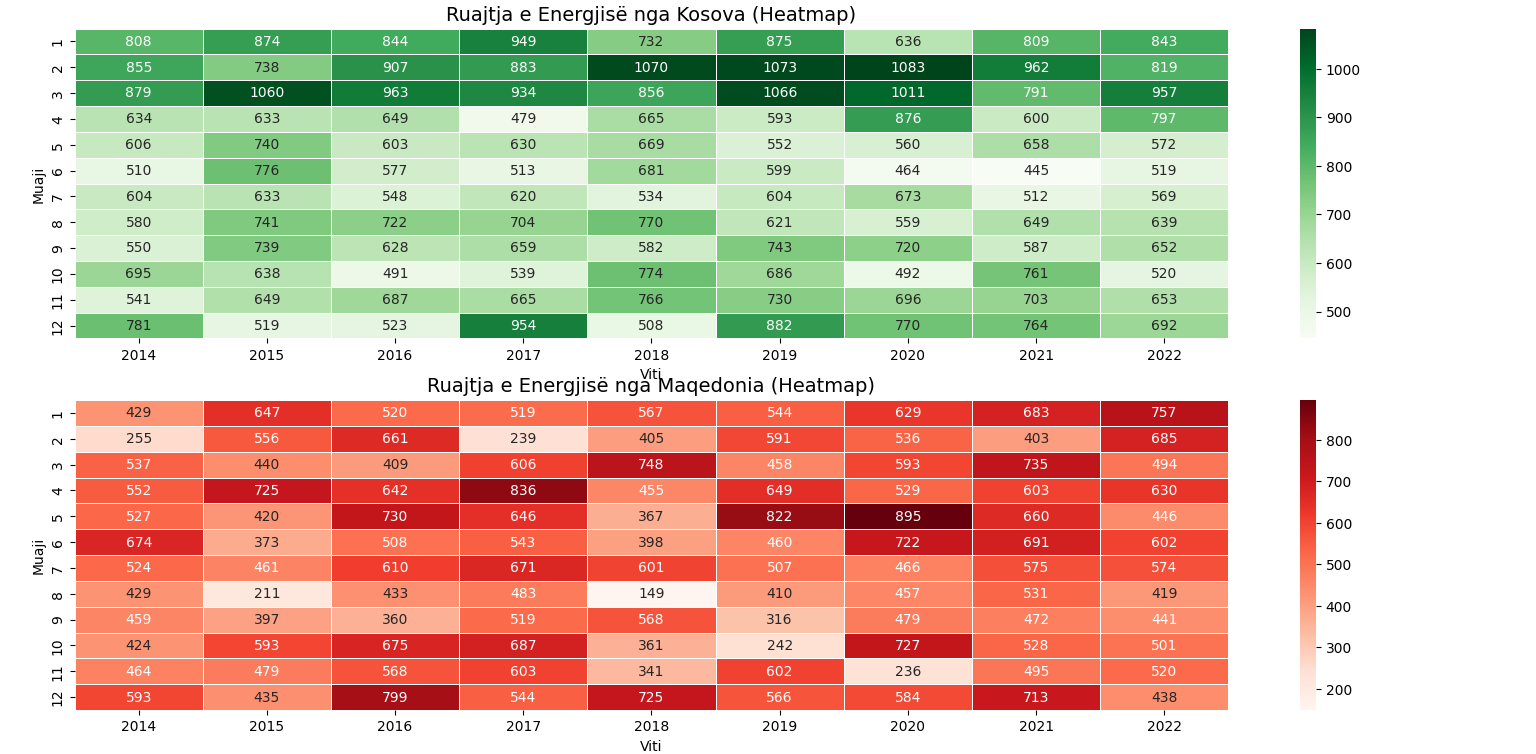 Ruajtja e Energjisë nga Kosova (Heatmap)
1 808 874 844 949 732 875 636 809 843
2 855 738 907 883 1070 1073 1083 962 819
3 879 1060 963 934 856 1066 1011 791 957
4 634 633 649 479 665 593 876 600 797
5 606 740 603 630 669 552 560 658 572
6 510 776 577 513 681 599 464 445 519
7 604 633 548 620 534 604 673 512 569
8 580 741 722 704 770 621 559 649 639
9 550 739 628 659 582 743 720 587 652
10 695 638 491 539 774 686 492 761 520
11 541 649 687 665 766 730 696 703 653
12 781 519 523 954 508 882 770 764 692
Muaji
2014 2015 2016 2017 2018 2019 2020 2021 2022
Viti
1000
900
800
700
600
500
Ruajtja e Energjisë nga Maqedonia (Heatmap)
1 429 647 520 519 567 544 629 683 757
2 255 556 661 239 405 591 536 403 685
3 537 440 409 606 748 458 593 735 494
4 552 725 642 836 455 649 529 603 630
5 527 420 730 646 367 822 895 660 446
6 674 373 508 543 398 460 722 691 602
7 524 461 610 671 601 507 466 575 574
8 429 211 433 483 149 410 457 531 419
9 459 397 360 519 568 316 479 472 441
10 424 593 675 687 361 242 727 528 501
11 464 479 568 603 341 602 236 495 520
12 593 435 799 544 725 566 584 713 438
Muaji
2014 2015 2016 2017 2018 2019 2020 2021 2022
Viti
800
700
600
500
400
300
200